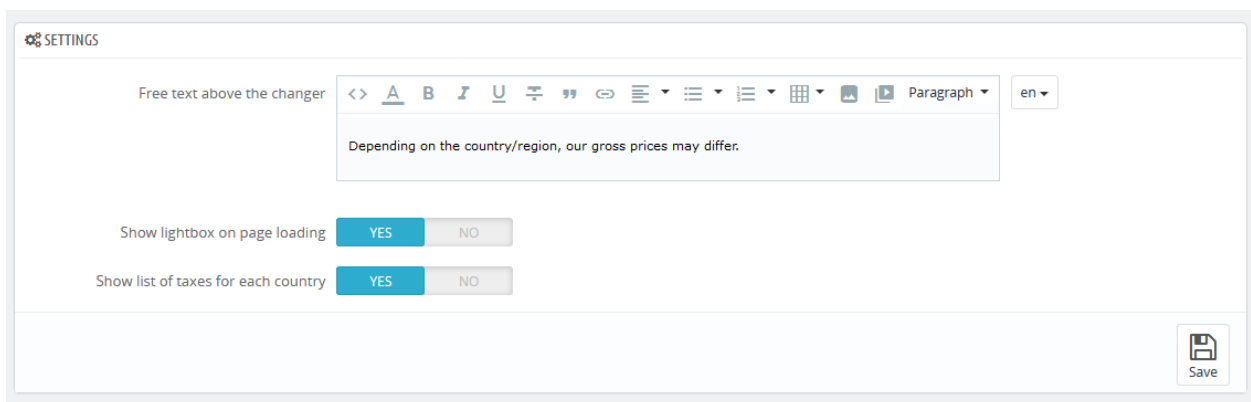 SETTINGS
Free text above the changer
<> A B I U Paragraph en
Depending on the country/region, our gross prices may differ.
Show lightbox on page loading YES NO
Show list of taxes for each country YES NO
Save